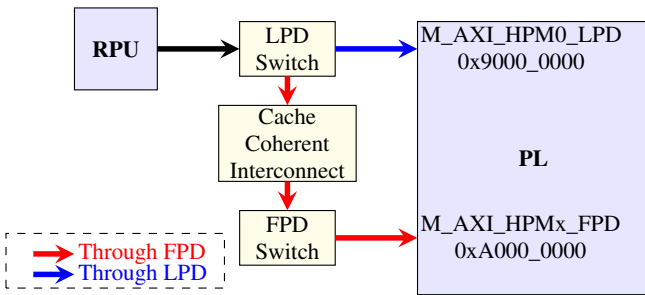 RPU
LPD
Switch
M_AXI_HPM0_LPD
0x9000_0000
Cache
Coherent
Interconnect
PL
FPD
Switch
M_AXI_HPMx_FPD
0xA000_0000
Through FPD
Through LPD